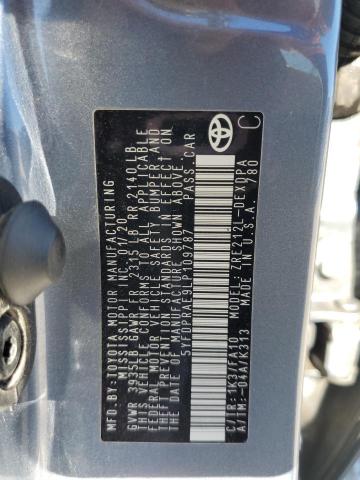 MFD.BY:TOYOTA MOTOR MANUFACTURING
MISSISSIPPI INC. 01/20
GVWR 3935LB GAWR FR 2315 LB RR 2140LB
THIS VEHICLE CONFORMS TO ALL APPLICABLE
FEDERAL MOTOR VEHICLE SAFETY, BUMPER AND
THEFT PREVENTION STANDARDS IN EFFECT ON
THE DATE OF MANUFACTURE SHOWN ABOVE.
5YFDPRAE9LP109787 PASS.CAR
C/TR: 1K3/FA10 MODEL: ZRE212L-DEXNPA
A/TM: -04A/K313 MADE IN U.S.A. 780
C